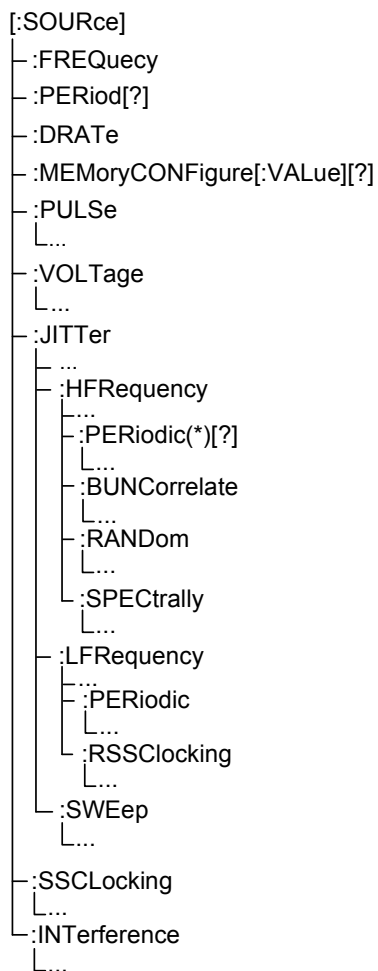 [:SOURce]
:FREQuecy
:PERiod[?]
:DRATe
:MEMoryCONFigure[:VALue][?]
:PULSe
...
:VOLTage
...
:JITTer
...
:HFRequency
...
:PERiodic(*)[?]
...
:BUNCorrelate
...
:RANDom
...
:SPECtrally
...
:LFRequency
...
:PERiodic
...
:RSSClocking
...
:SWEep
...
:SSCLocking
...
:INTerference
...